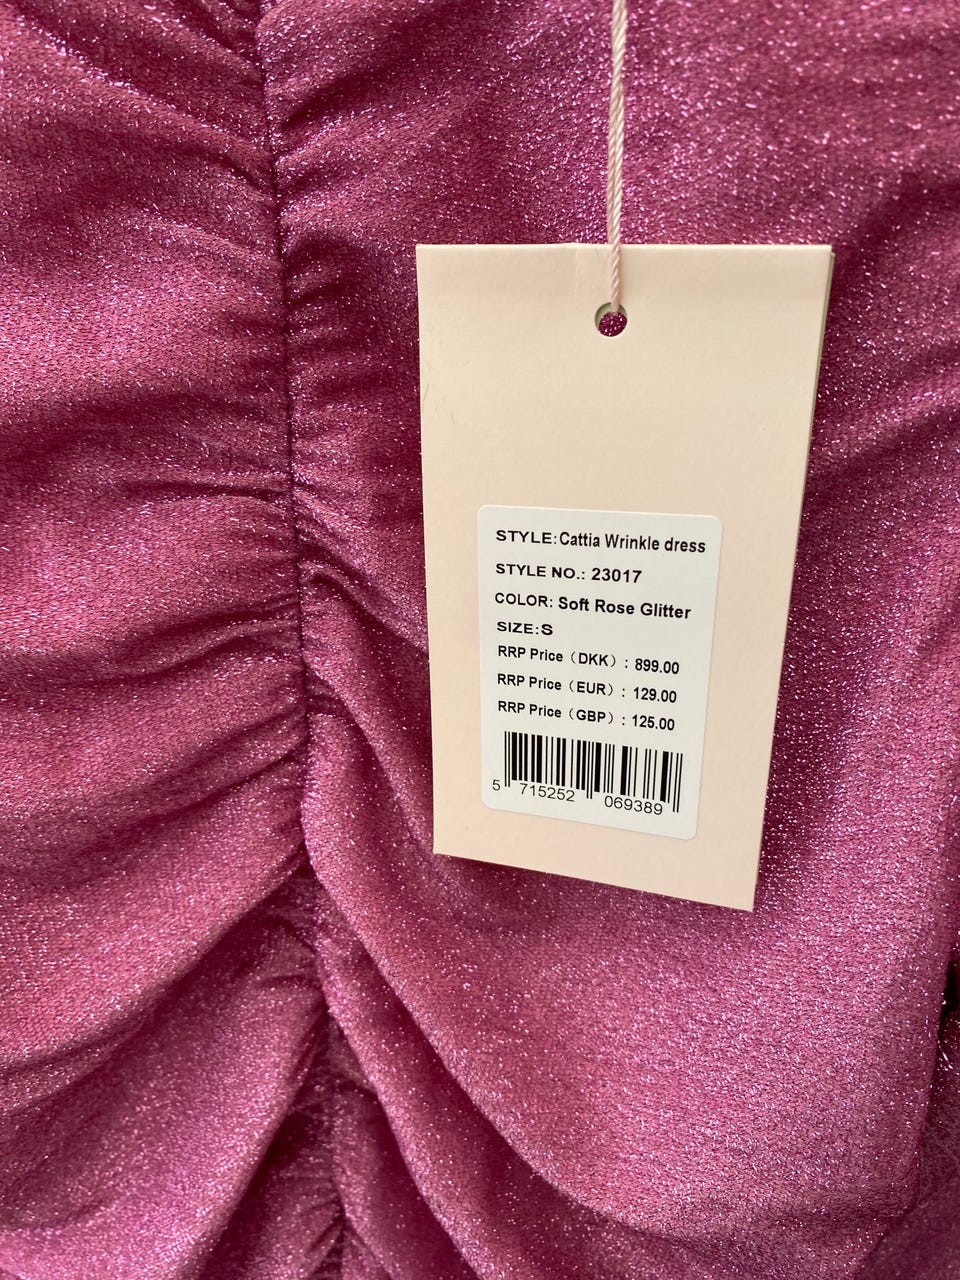 STYLE:Cattia Wrinkle dress
STYLE NO.: 23017
COLOR: Soft Rose Glitter
SIZE:S
RRP Price（DKK）: 899.00
RRP Price（EUR）: 129.00
RRP Price（GBP）: 125.00
5 715252 069389